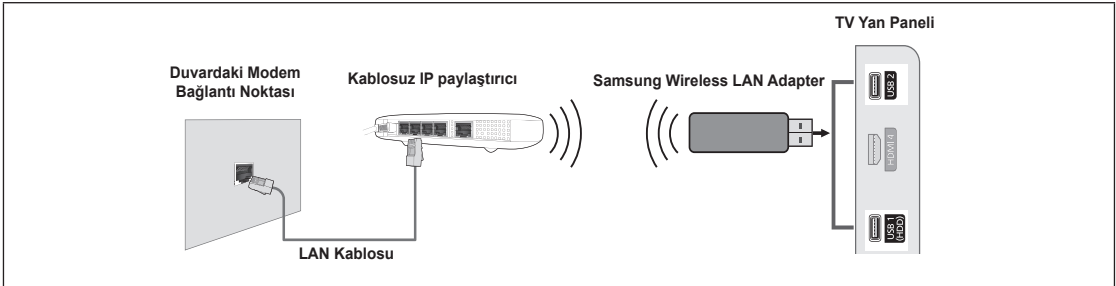 TV Yan Paneli
Duvardaki Modem
Bağlantı Noktası
Kablosuz IP paylaştırıcı
Samsung Wireless LAN Adapter
USB 2
HDMI 4
USB 1
(HDD)
LAN Kablosu